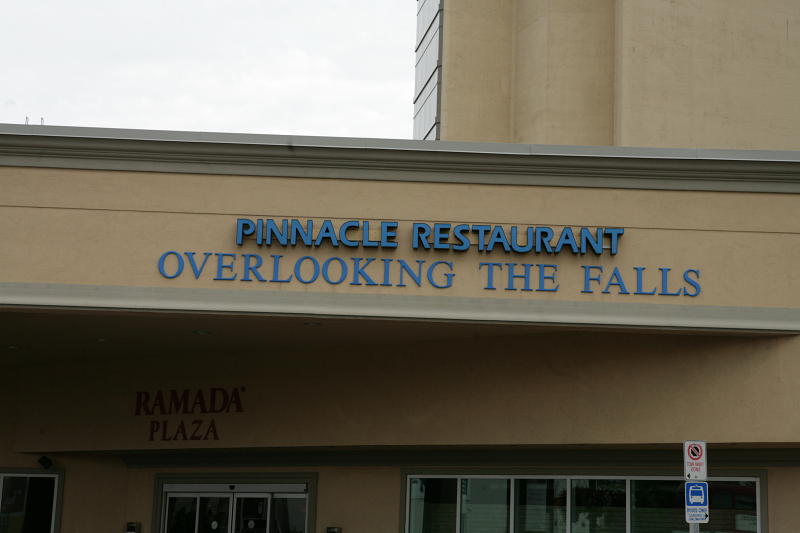 PINNACLE RESTAURANT
OVERLOOKING THE FALLS
RAMADA
PLAZA